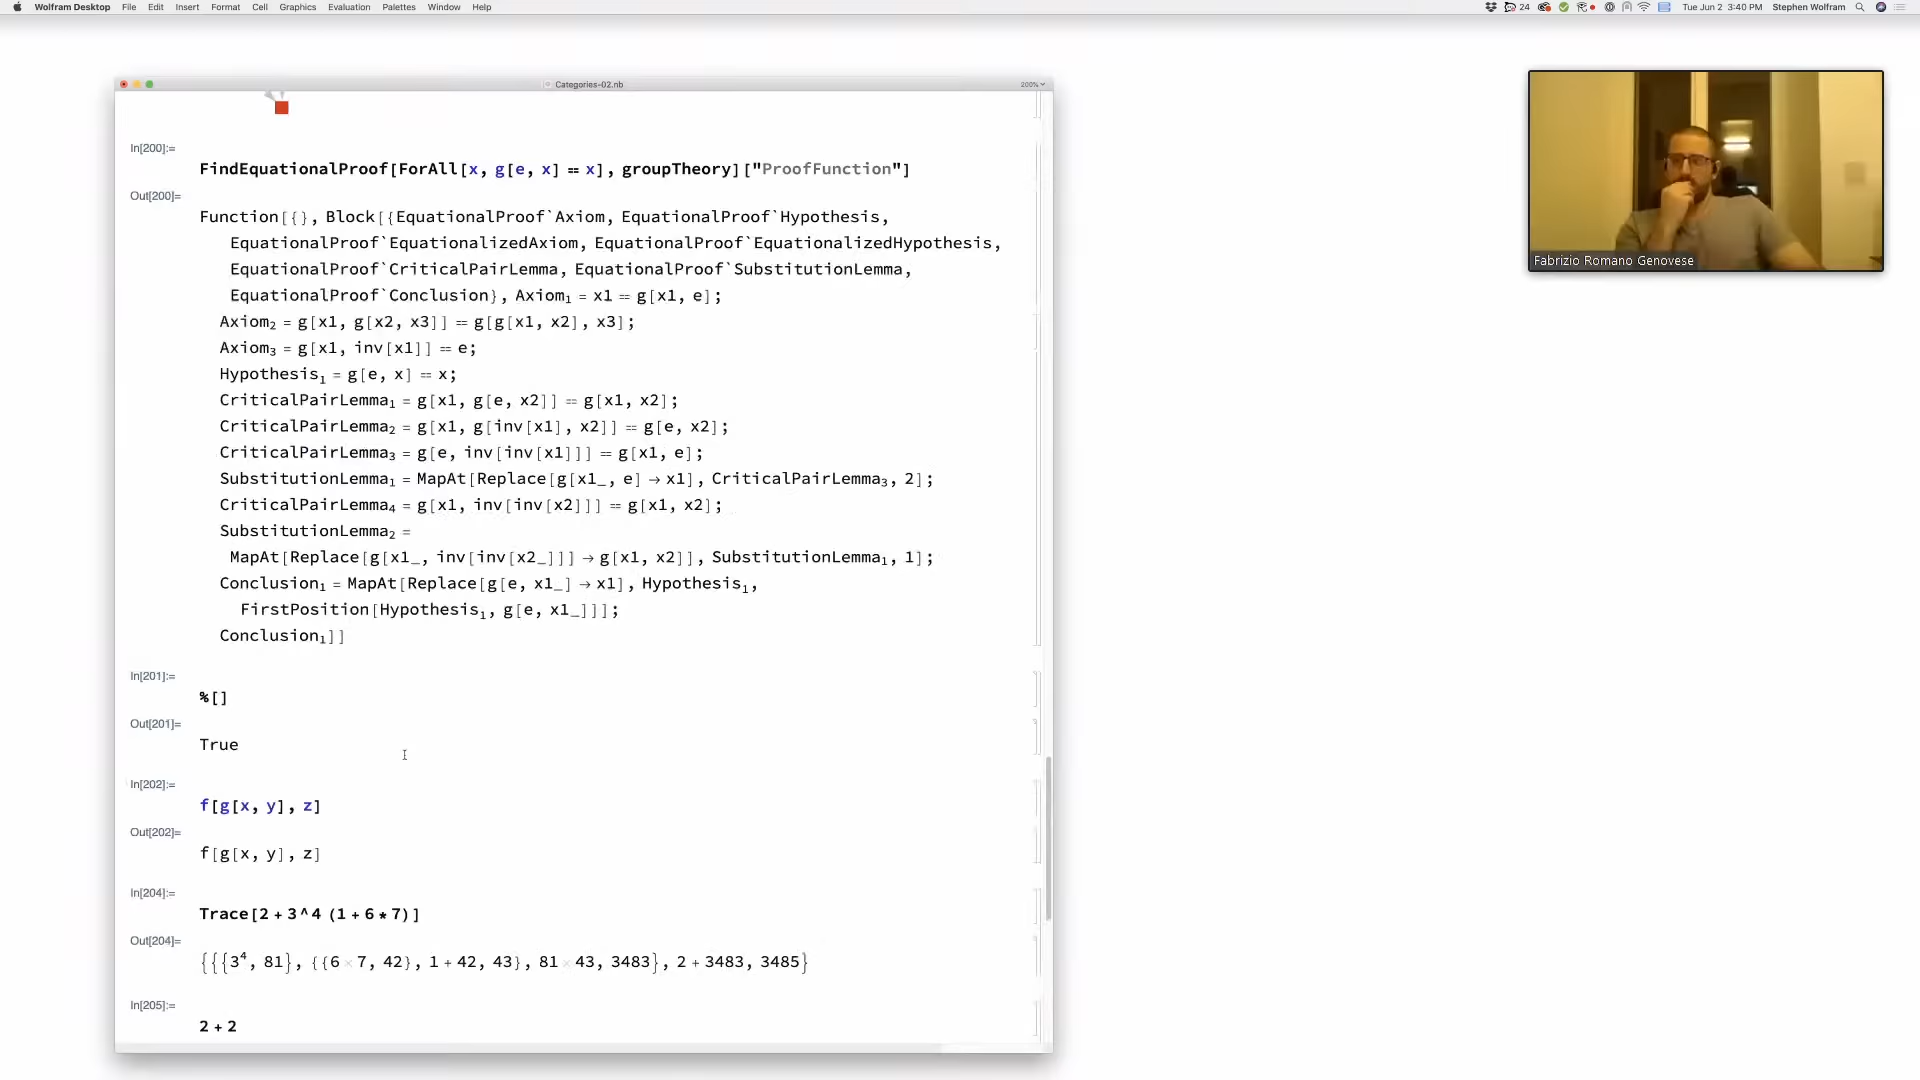 Wolfram Desktop File Edit Insert Format Cell Graphics Evaluation Palettes Window Help
24 Tue Jun 2 3:40 PM Stephen Wolfram
Categories-02.nb
200%
In[200]:=
FindEquationalProof[ForAll[x, g[e, x] == x], groupTheory]["ProofFunction"]
Out[200]=
Function[{}, Block[{EquationalProof`Axiom, EquationalProof`Hypothesis,
EquationalProof`EquationalizedAxiom, EquationalProof`EquationalizedHypothesis,
EquationalProof`CriticalPairLemma, EquationalProof`SubstitutionLemma,
EquationalProof`Conclusion}, Axiom₁ = x1 == g[x1, e];
Axiom₂ = g[x1, g[x2, x3]] == g[g[x1, x2], x3];
Axiom₃ = g[x1, inv[x1]] == e;
Hypothesis₁ = g[e, x] == x;
CriticalPairLemma₁ = g[x1, g[e, x2]] == g[x1, x2];
CriticalPairLemma₂ = g[x1, g[inv[x1], x2]] == g[e, x2];
CriticalPairLemma₃ = g[e, inv[inv[x1]]] == g[x1, e];
SubstitutionLemma₁ = MapAt[Replace[g[x1_, e] → x1], CriticalPairLemma₃, 2];
CriticalPairLemma₄ = g[x1, inv[inv[x2]]] == g[x1, x2];
SubstitutionLemma₂ =
MapAt[Replace[g[x1_, inv[inv[x2_]]] → g[x1, x2]], SubstitutionLemma₁, 1];
Conclusion₁ = MapAt[Replace[g[e, x1_] → x1], Hypothesis₁,
FirstPosition[Hypothesis₁, g[e, x1_]]];
Conclusion₁]]
In[201]:=
%[]
Out[201]=
True
In[202]:=
f[g[x, y], z]
Out[202]=
f[g[x, y], z]
In[204]:=
Trace[2 + 3^4 (1 + 6 * 7)]
Out[204]=
{{{3⁴, 81}, {{6 × 7, 42}, 1 + 42, 43}, 81 × 43, 3483}, 2 + 3483, 3485}
In[205]:=
2 + 2
Fabrizio Romano Genovese